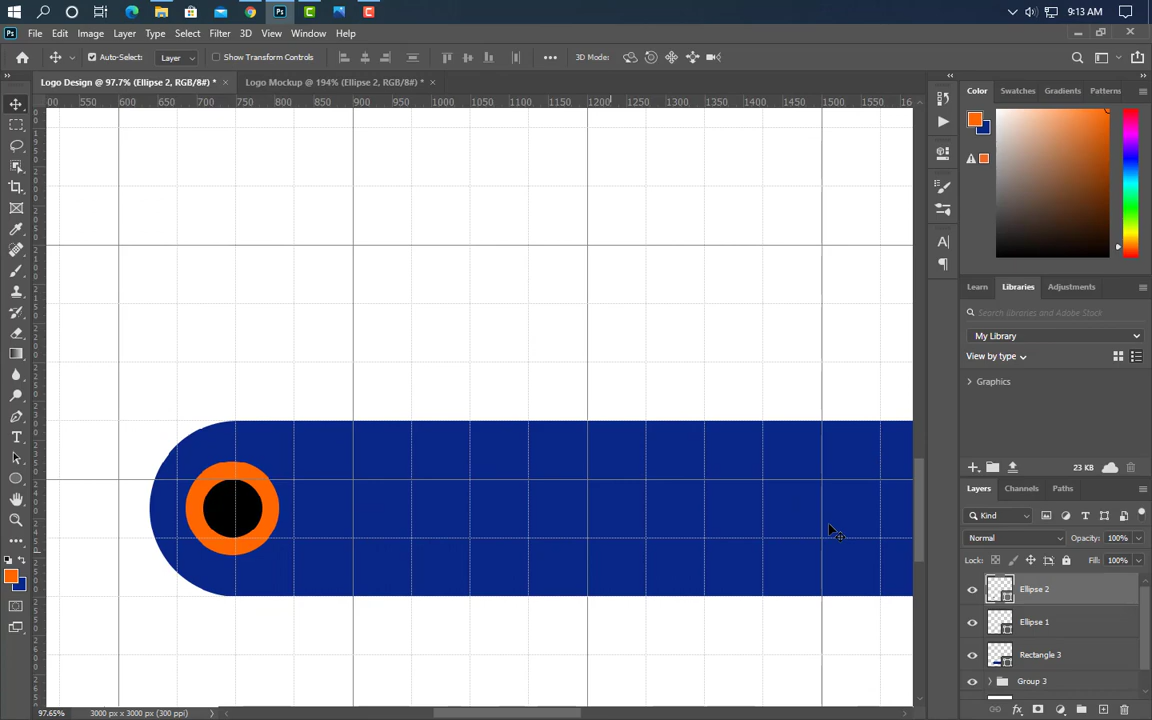 9:13 AM
Ps File Edit Image Layer Type Select Filter 3D View Window Help
Auto-Select: Layer Show Transform Controls 3D Mode:
Logo Design @ 97.7% (Ellipse 2, RGB/8#) * × Logo Mockup @ 194% (Ellipse 2, RGB/8#) * ×
00 550 600 650 700 750 800 850 900 950 1000 1050 1100 1150 1200 1250 1300 1350 1400 1450 1500 1550 16
Color Swatches Gradients Patterns
Learn Libraries Adjustments
Search libraries and Adobe Stock
My Library
View by type
Graphics
23 KB
Layers Channels Paths
Kind
Normal Opacity: 100%
Lock: Fill: 100%
Ellipse 2
Ellipse 1
Rectangle 3
Group 3
fx
97.65% 3000 px x 3000 px (300 ppi)